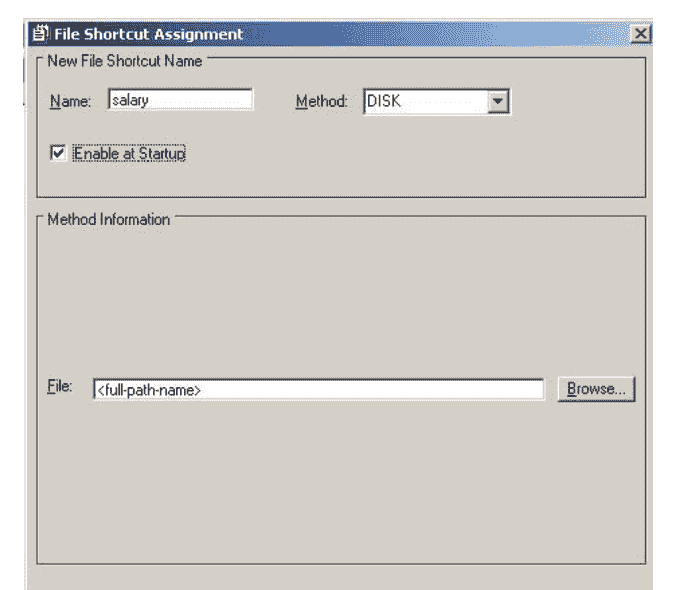 File Shortcut Assignment
New File Shortcut Name
Name: salary Method: DISK
Enable at Startup
Method Information
File: <full-path-name> Browse...